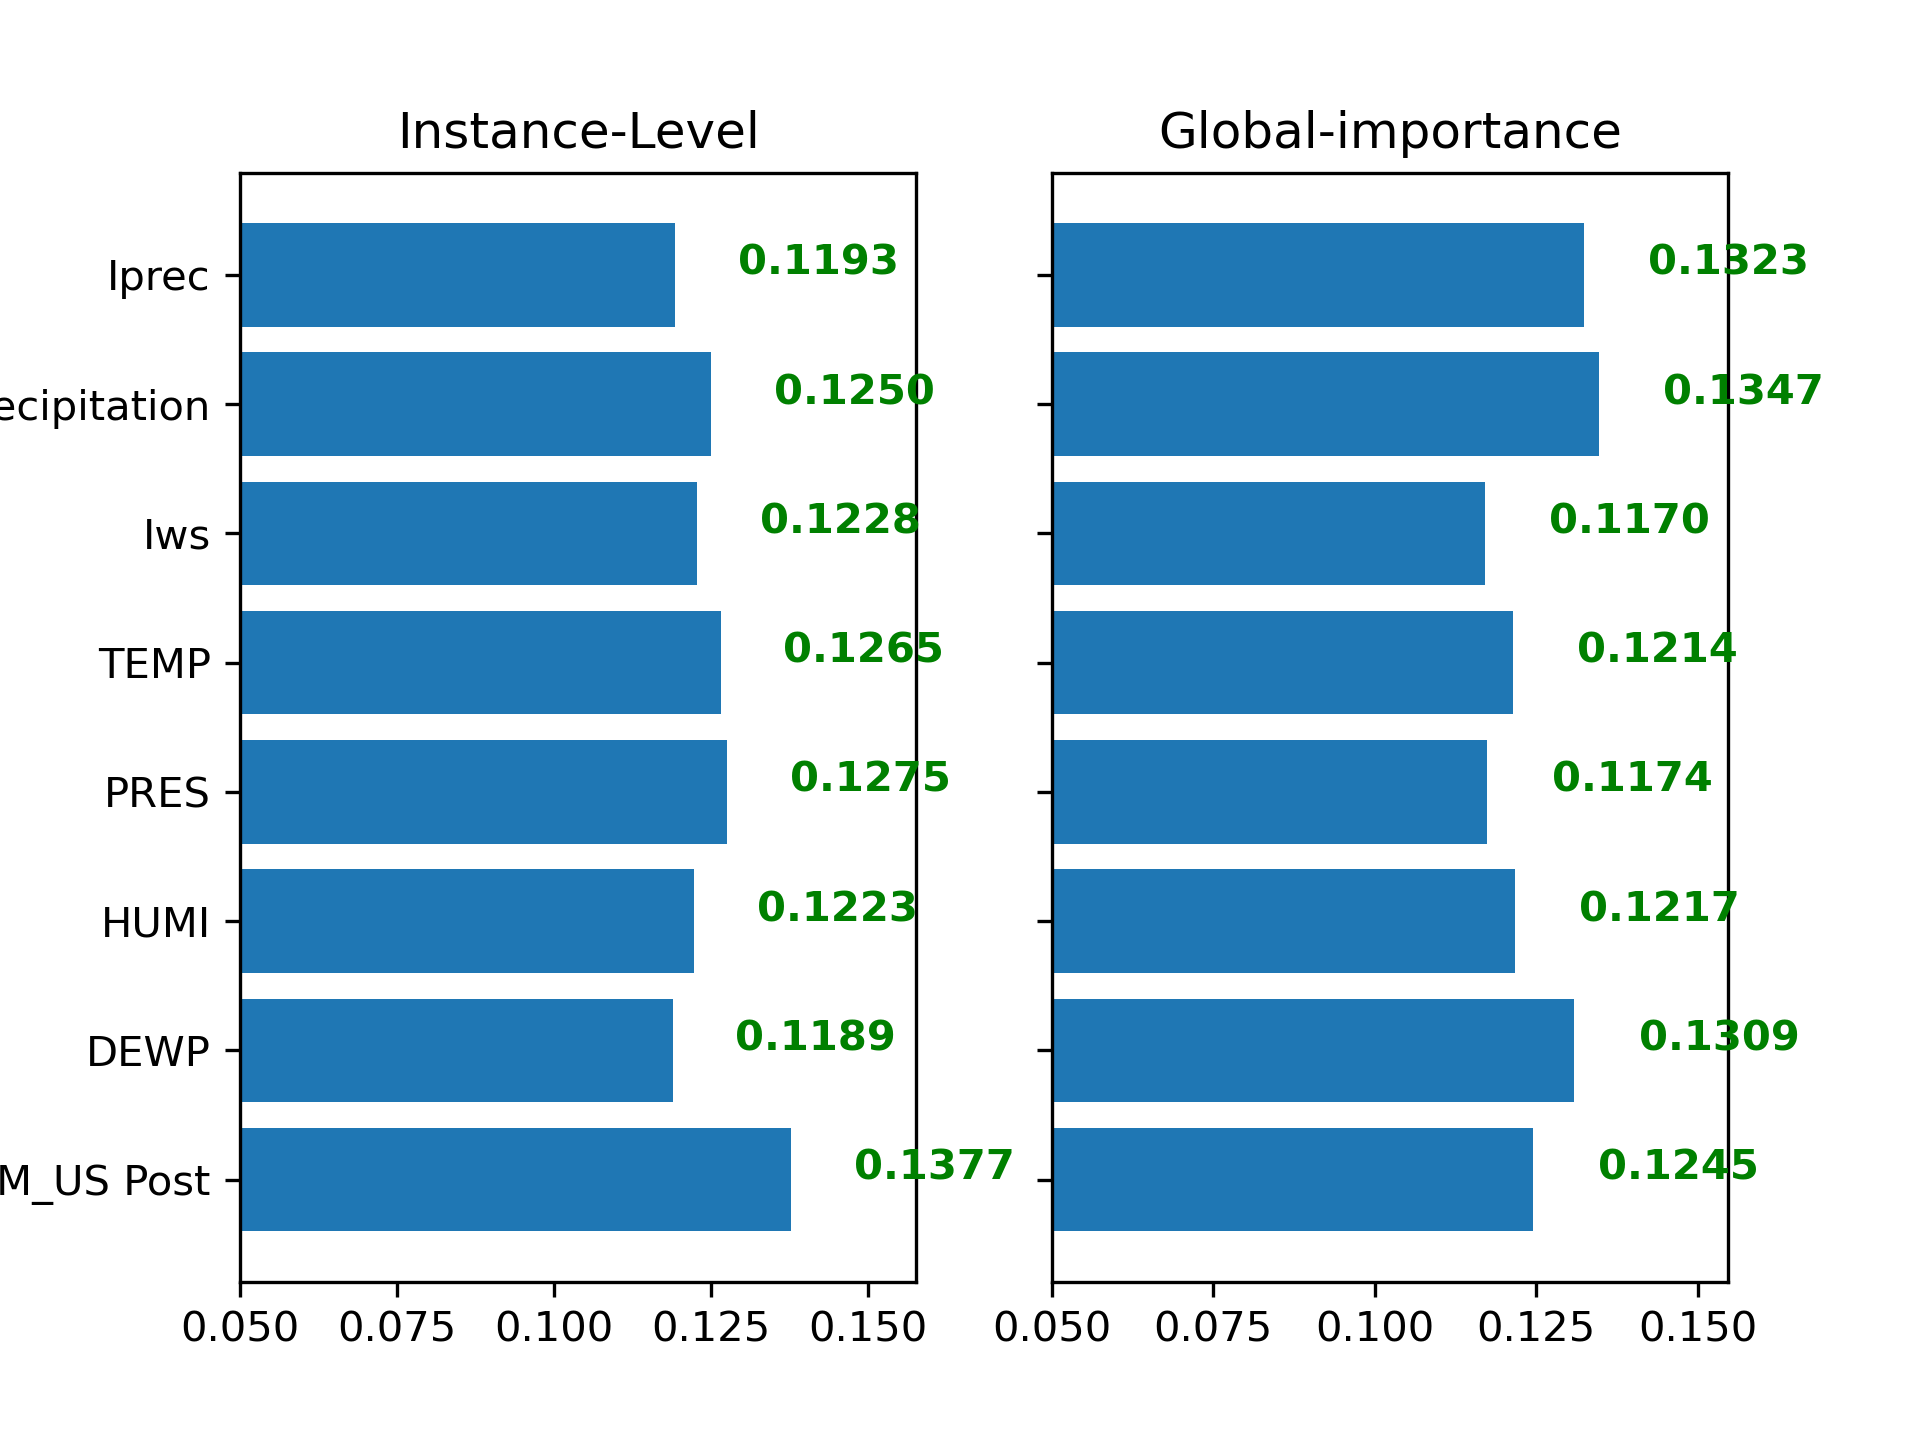 Instance-Level
Global-importance
Iprec
0.1193
0.1323
ecipitation
0.1250
0.1347
Iws
0.1228
0.1170
TEMP
0.1265
0.1214
PRES
0.1275
0.1174
HUMI
0.1223
0.1217
DEWP
0.1189
0.1309
M_US Post
0.1377
0.1245
0.050 0.075 0.100 0.125 0.150
0.050 0.075 0.100 0.125 0.150